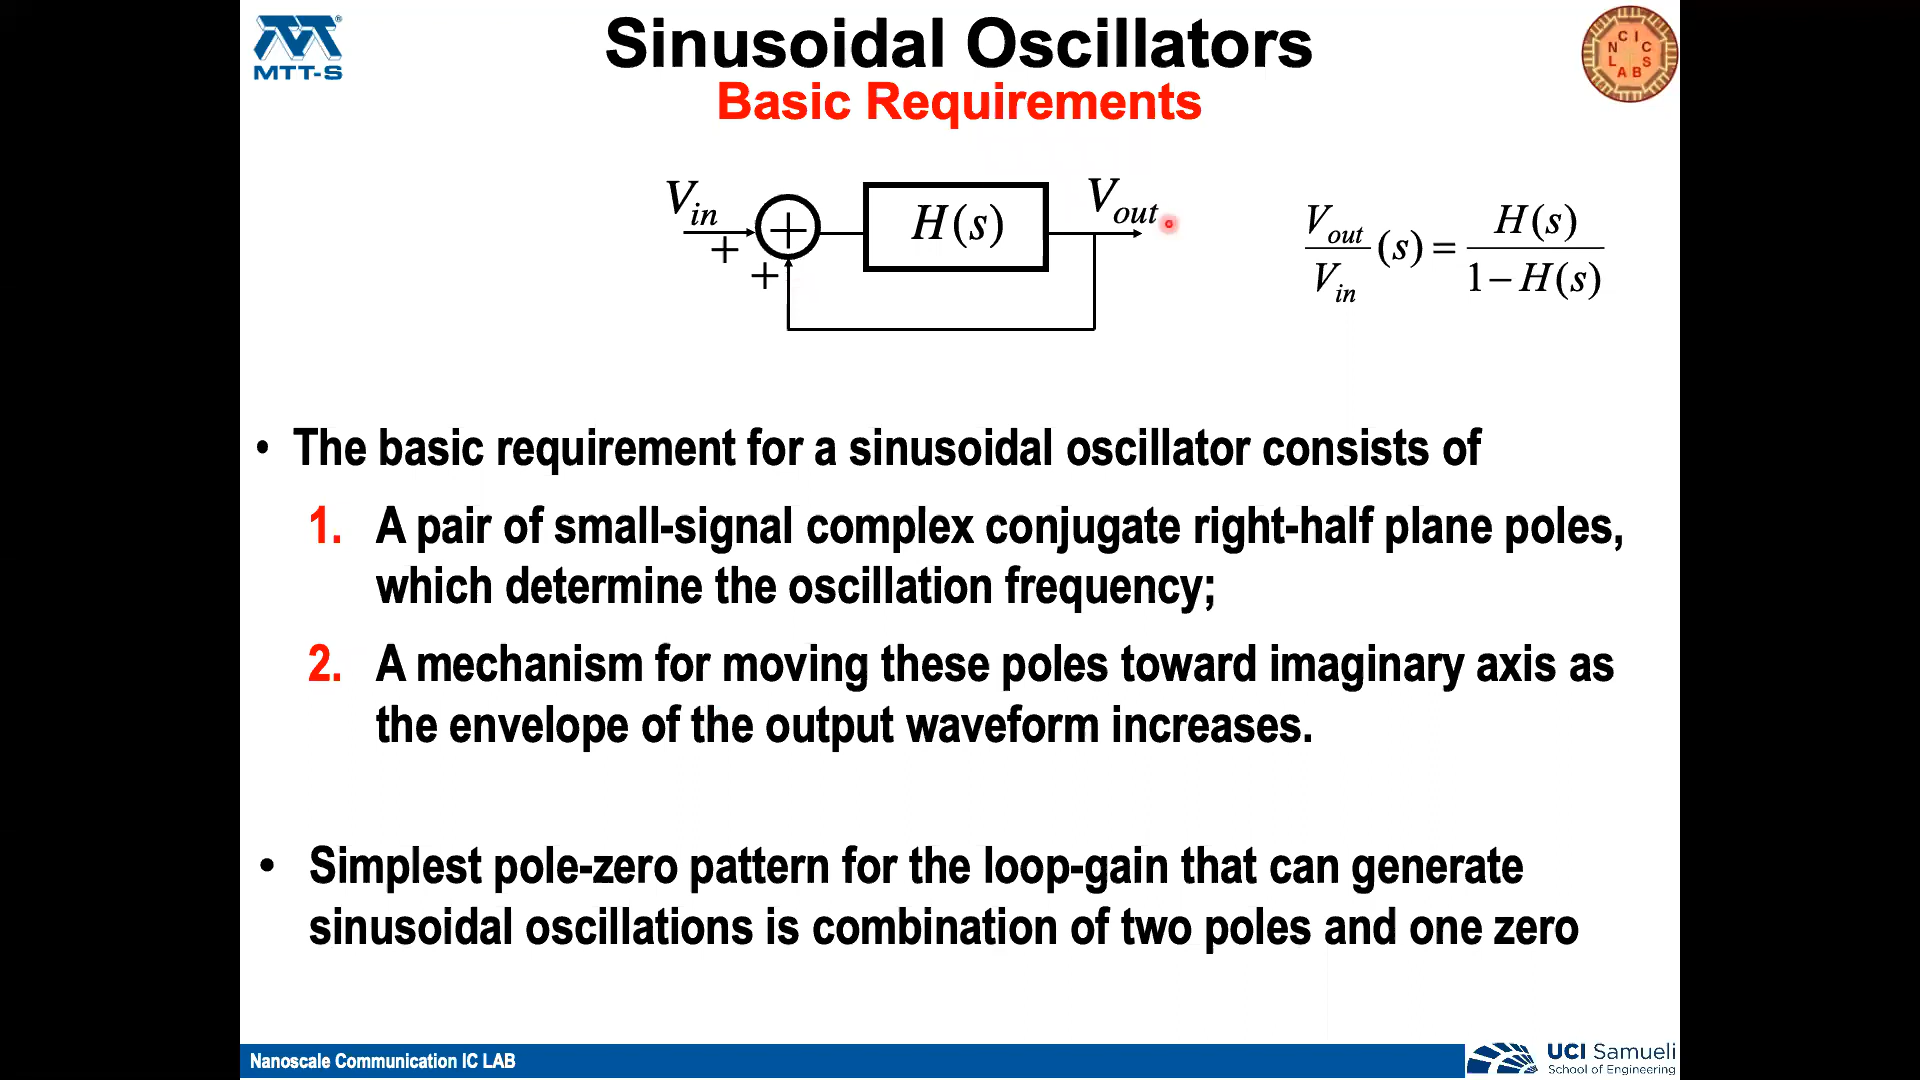 MTT-S
®
Sinusoidal Oscillators
Basic Requirements
NCICS
LABS
V_in
+
+
+
H(s)
V_out
V_out/V_in (s) = H(s)/(1 − H(s))
• The basic requirement for a sinusoidal oscillator consists of
1. A pair of small-signal complex conjugate right-half plane poles,
which determine the oscillation frequency;
2. A mechanism for moving these poles toward imaginary axis as
the envelope of the output waveform increases.
• Simplest pole-zero pattern for the loop-gain that can generate
sinusoidal oscillations is combination of two poles and one zero
Nanoscale Communication IC LAB
UCI Samueli
School of Engineering